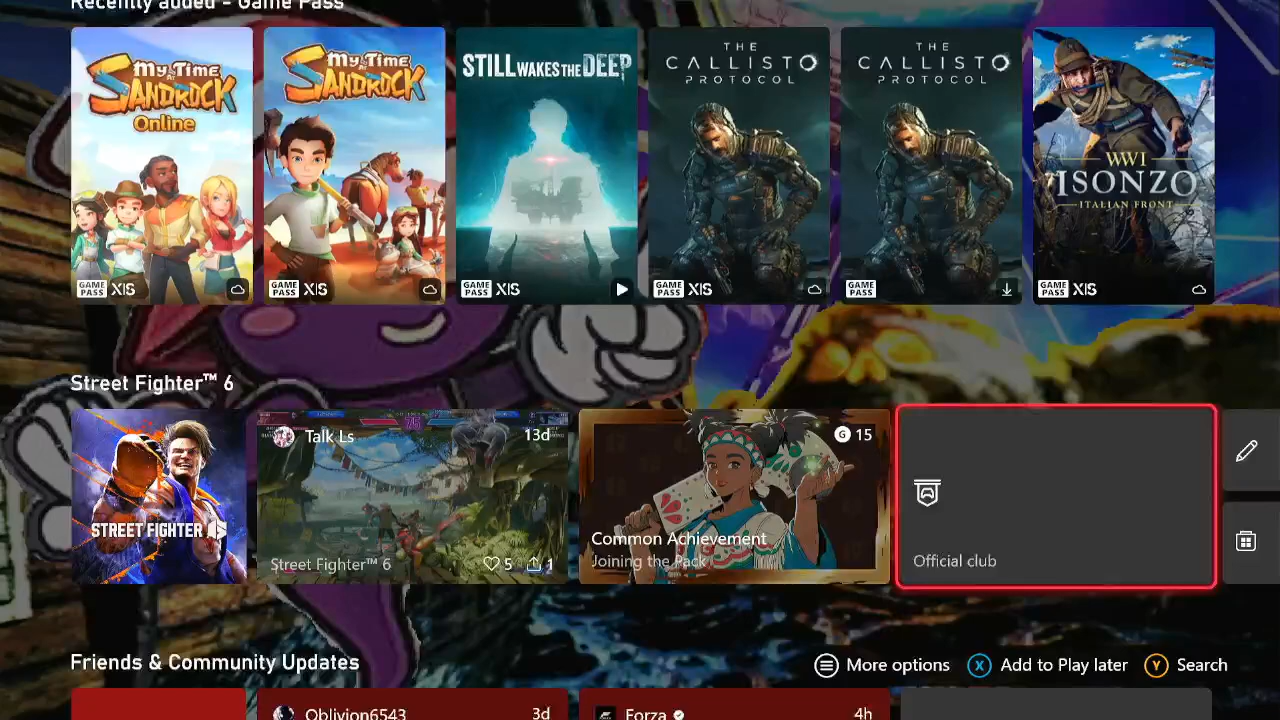 Recently added - Game Pass
My Time
at
SANDROCK
Online
GAME
PASS
X|S
My Time
at
SANDROCK
GAME
PASS
X|S
STILL WAKES THE DEEP
GAME
PASS
X|S
THE
CALLISTO
PROTOCOL
GAME
PASS
X|S
THE
CALLISTO
PROTOCOL
GAME
PASS
WWI
ISONZO
ITALIAN FRONT
GAME
PASS
X|S
Street Fighter™ 6
STREET FIGHTER 6
Talk Ls
13d
75
Street Fighter™ 6
5
1
G 15
Common Achievement
Joining the Pack
Official club
Friends & Community Updates
More options
X
Add to Play later
Y
Search
Oblivion6543
3d
Forza
4h